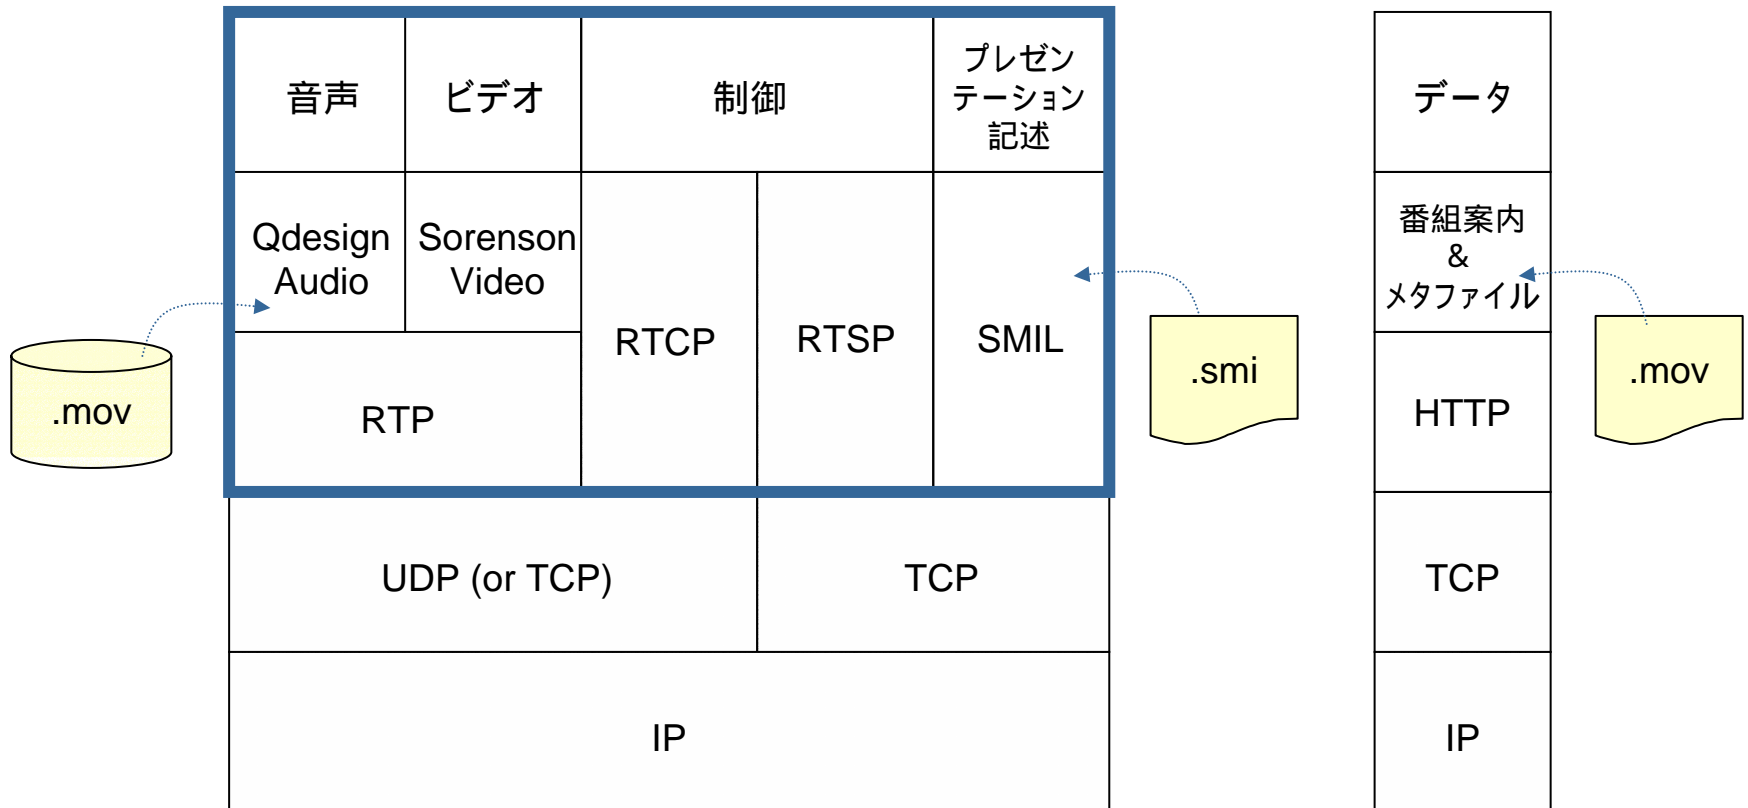 音声
ビデオ
制御
プレゼン
テーション
記述
データ
Qdesign
Audio
Sorenson
Video
RTCP
RTSP
SMIL
番組案内
&
メタファイル
.mov
RTP
.smi
HTTP
.mov
UDP (or TCP)
TCP
TCP
IP
IP